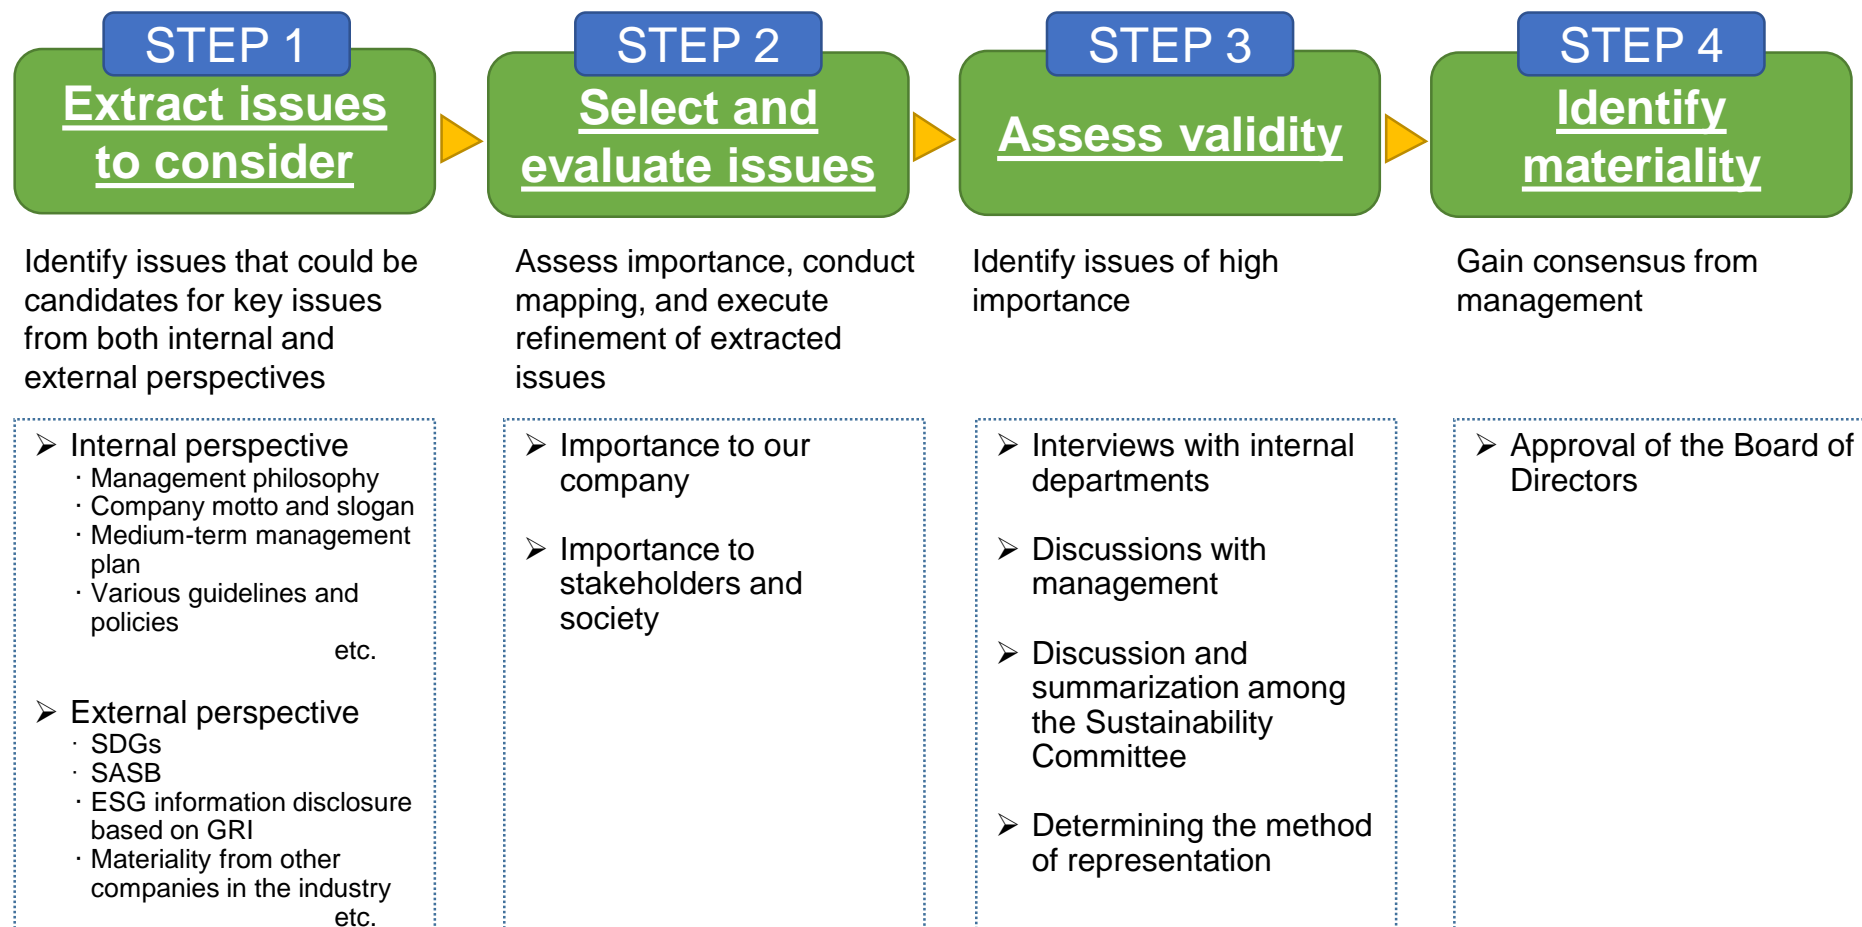 STEP 1
Extract issues
to consider
Identify issues that could be
candidates for key issues
from both internal and
external perspectives
➢ Internal perspective
・Management philosophy
・Company motto and slogan
・Medium-term management
plan
・Various guidelines and
policies
etc.
➢ External perspective
・SDGs
・SASB
・ESG information disclosure
based on GRI
・Materiality from other
companies in the industry
etc.
STEP 2
Select and
evaluate issues
Assess importance, conduct
mapping, and execute
refinement of extracted
issues
➢ Importance to our
company
➢ Importance to
stakeholders and
society
STEP 3
Assess validity
Identify issues of high
importance
➢ Interviews with internal
departments
➢ Discussions with
management
➢ Discussion and
summarization among
the Sustainability
Committee
➢ Determining the method
of representation
STEP 4
Identify
materiality
Gain consensus from
management
➢ Approval of the Board of
Directors